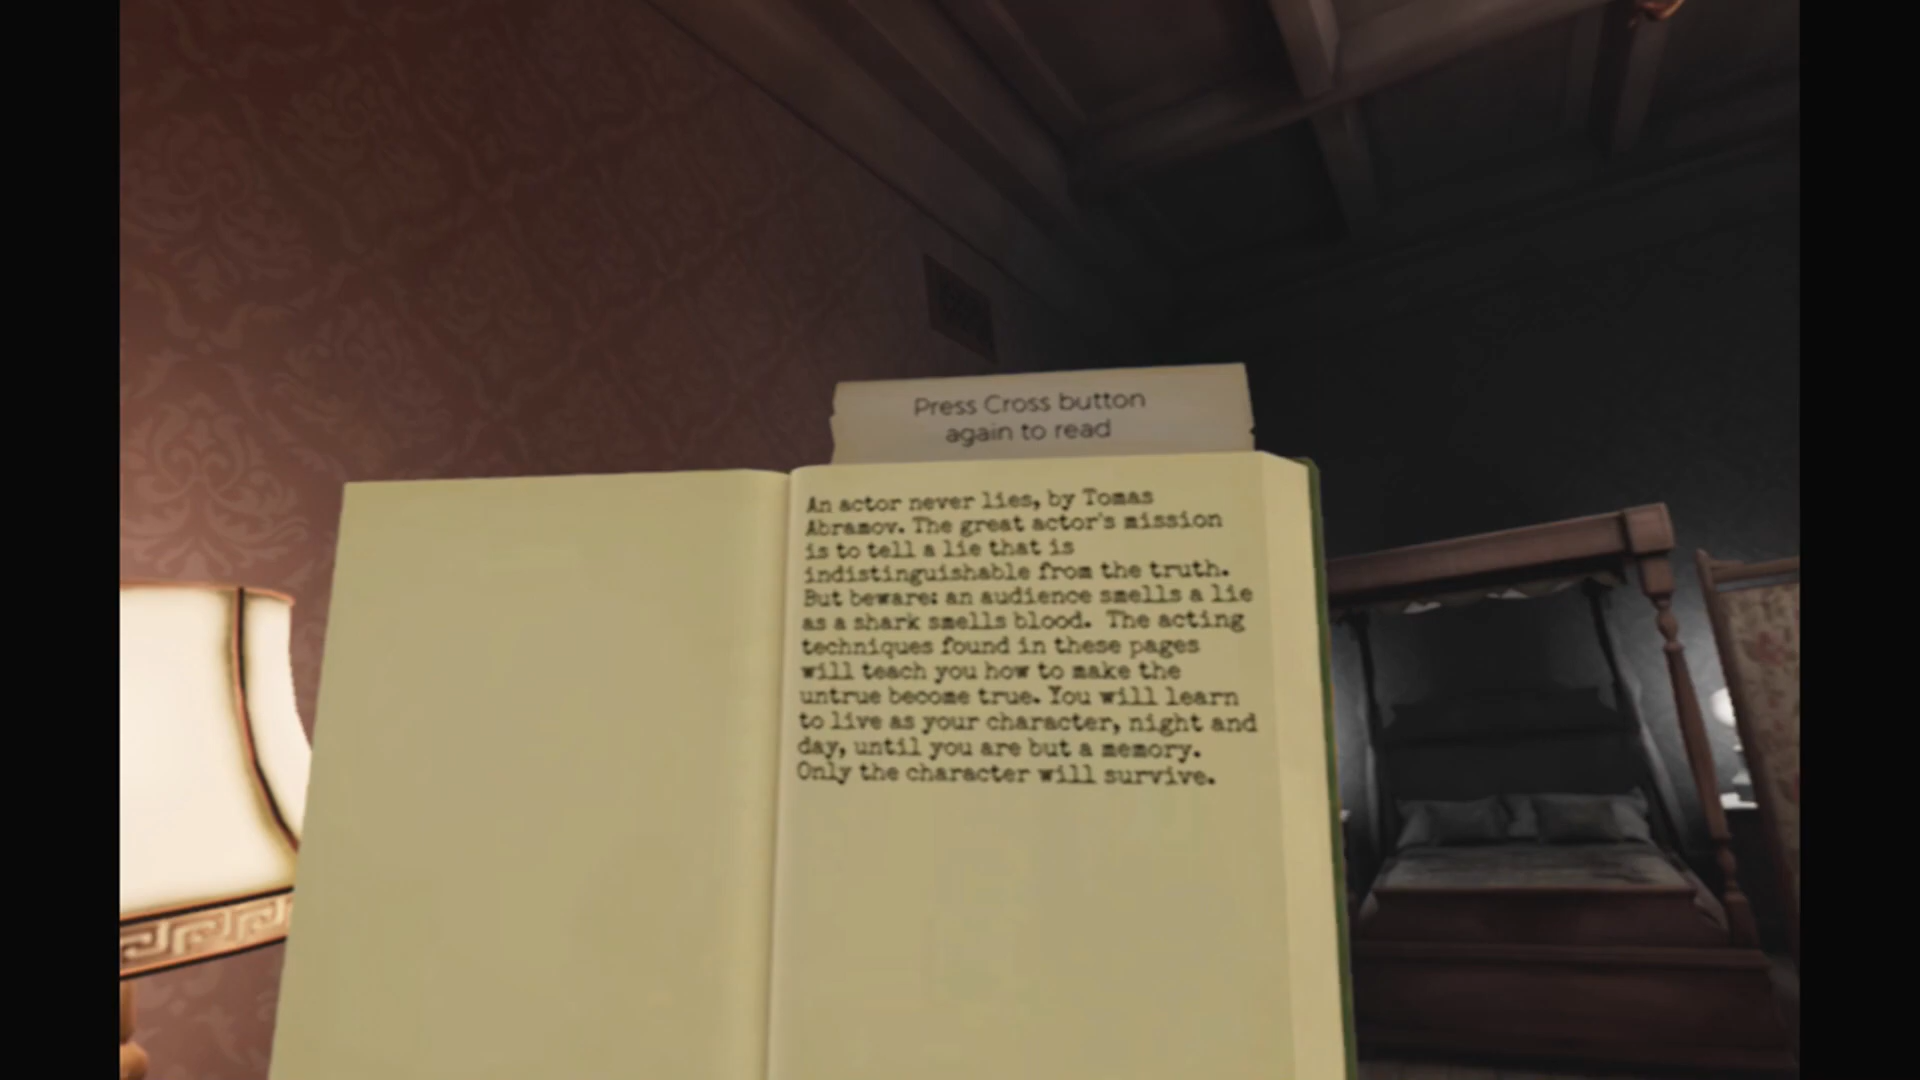 Press Cross button
again to read
An actor never lies, by Tomas
Abramov. The great actor's mission
is to tell a lie that is
indistinguishable from the truth.
But beware: an audience smells a lie
as a shark smells blood. The acting
techniques found in these pages
will teach you how to make the
untrue become true. You will learn
to live as your character, night and
day, until you are but a memory.
Only the character will survive.